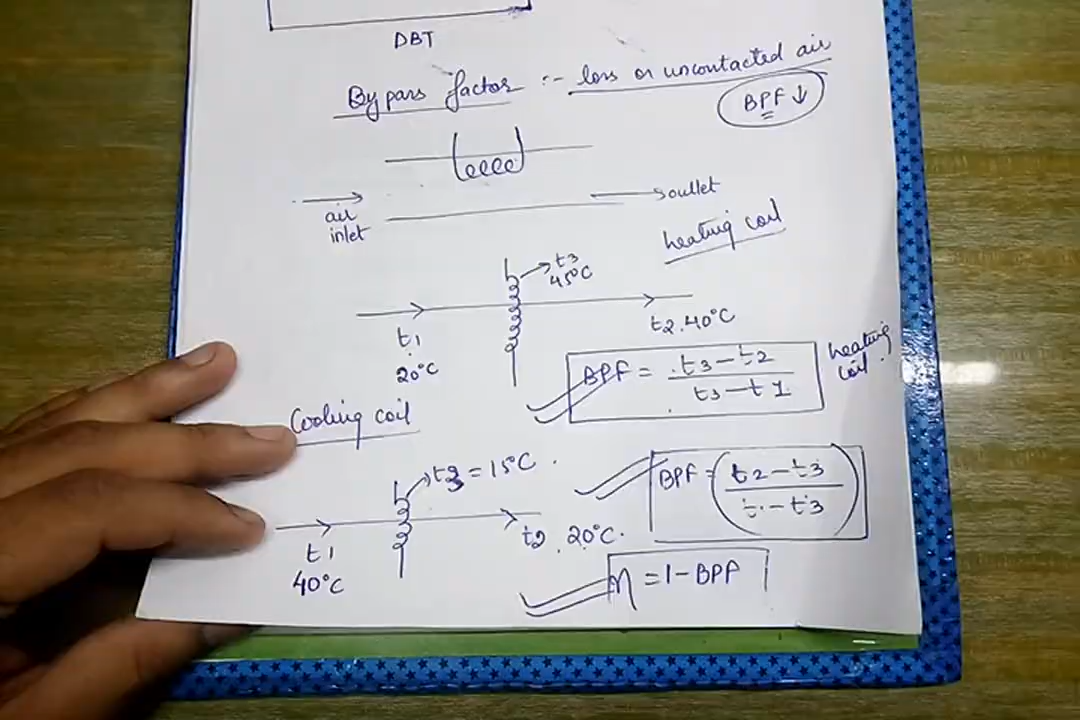 DBT
By pass factor :- loss or uncontacted air
BPF ↓
air inlet
outlet
heating coil
t3
45°C
t1
20°C
t2 . 40°C
BPF = t3-t2 / t3-t1
heating coil.
Cooling coil
t3 = 15°C .
t1
40°C
t2 . 20°C.
BPF = (t2-t3 / t1-t3)
η = 1-BPF